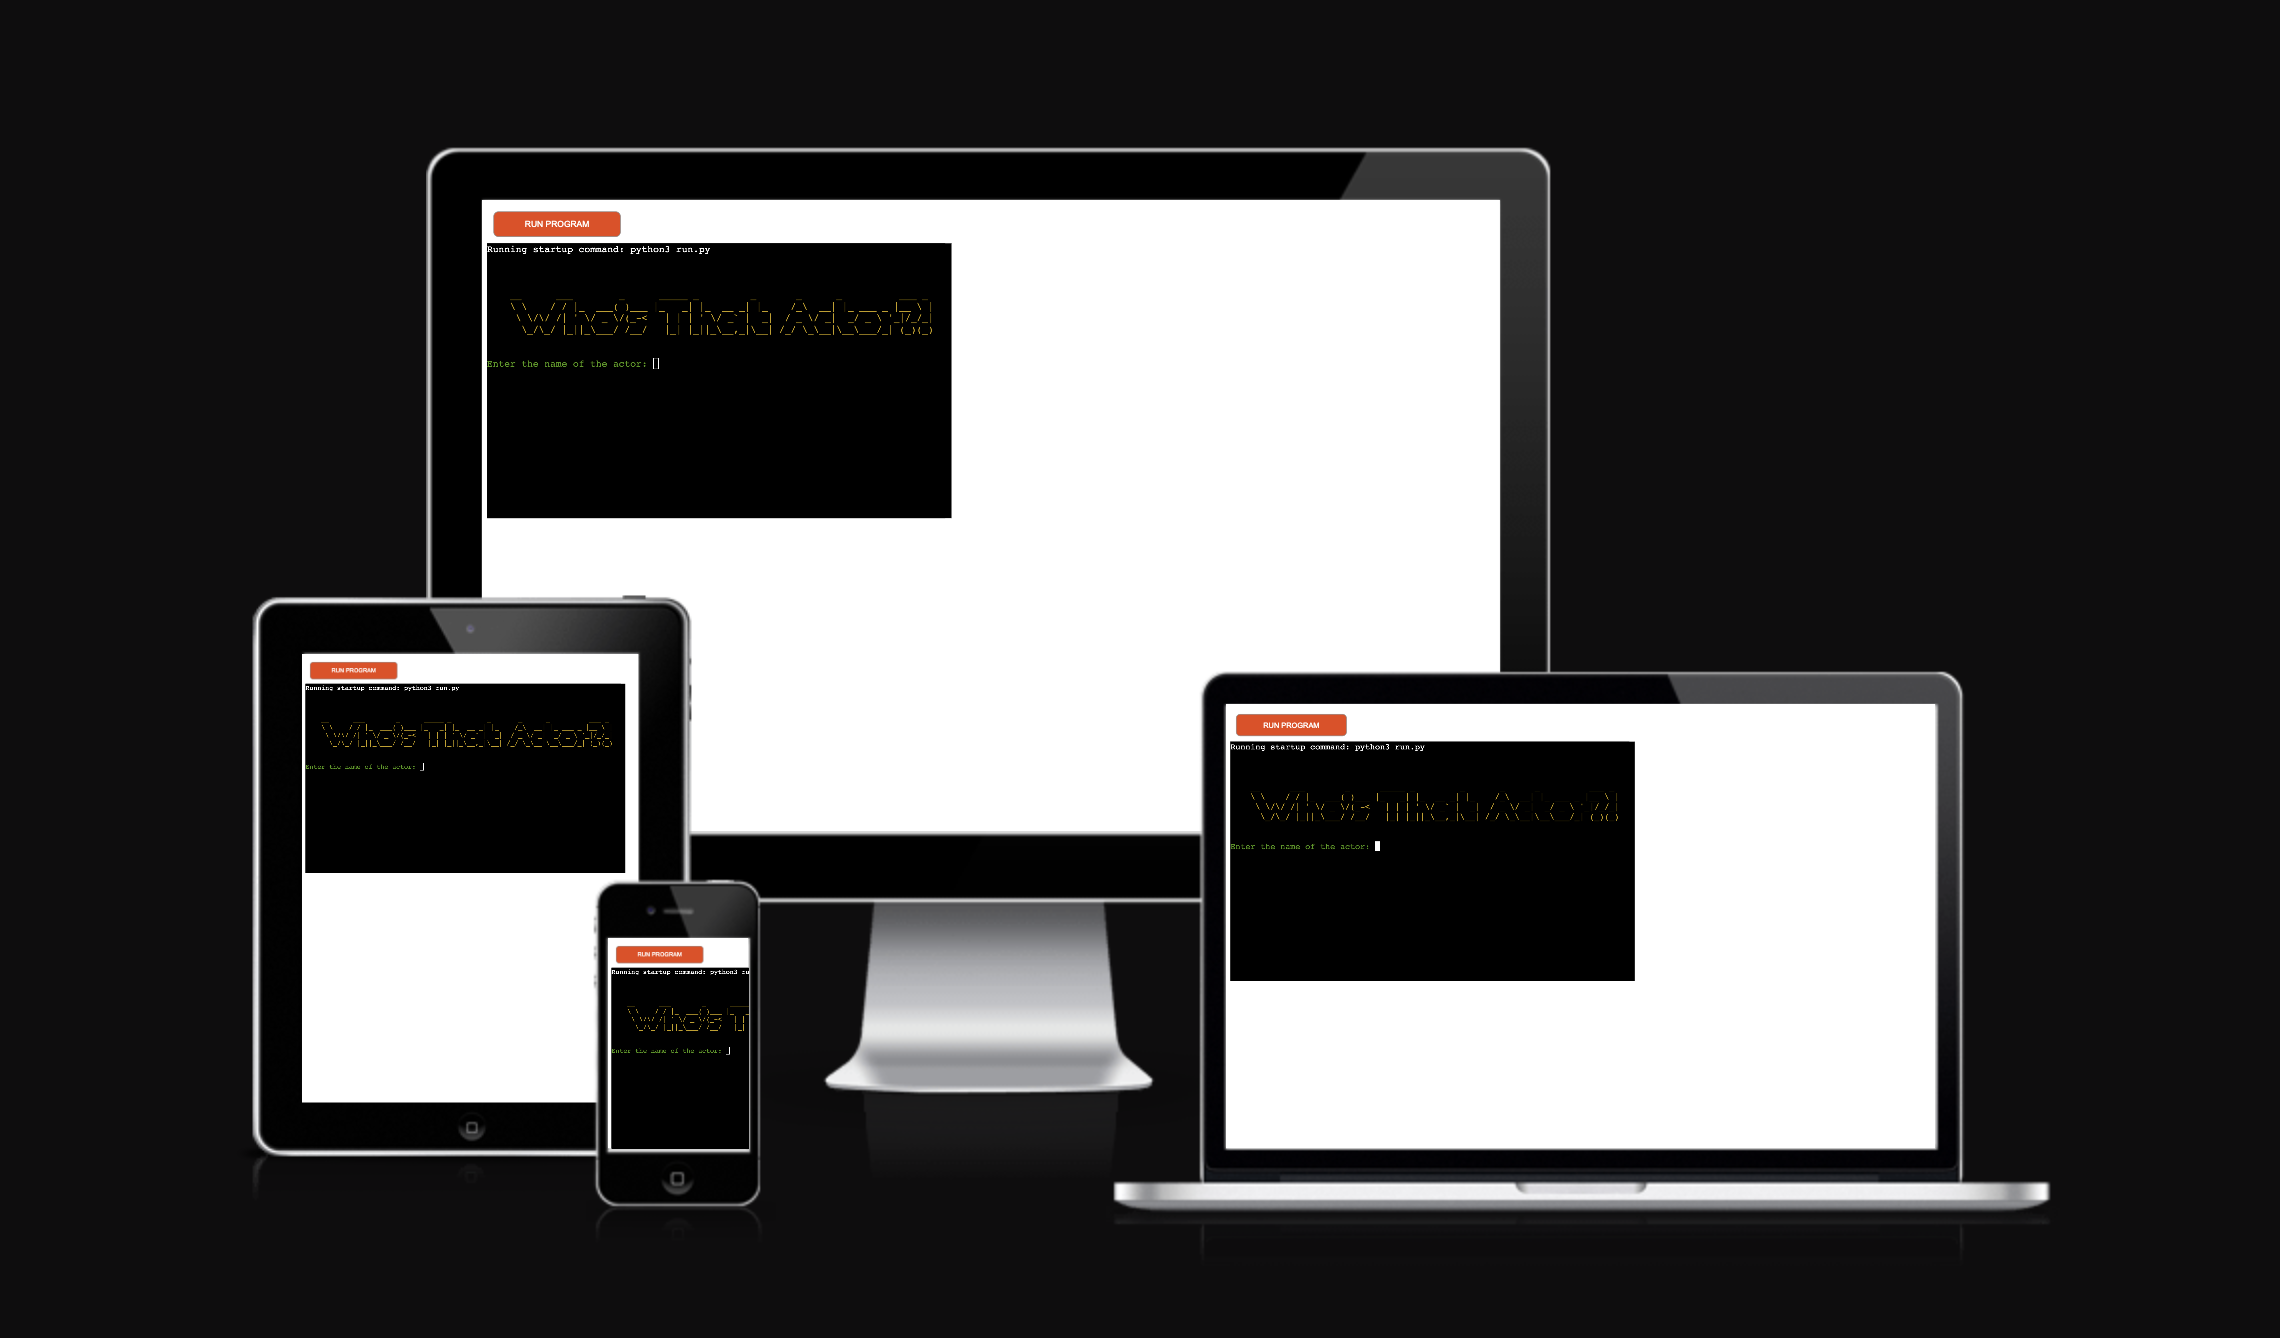 RUN PROGRAM
Running startup command: python3 run.py
Who's That Actor?!
Enter the name of the actor:
RUN PROGRAM
Running startup command: python3 run.py
Who's That Actor?!
Enter the name of the actor:
RUN PROGRAM
Running startup command: python3 run.py
Who's That Actor?!
Enter the name of the actor:
RUN PROGRAM
Running startup command: python3 ru
Who's T
Enter the name of the actor: